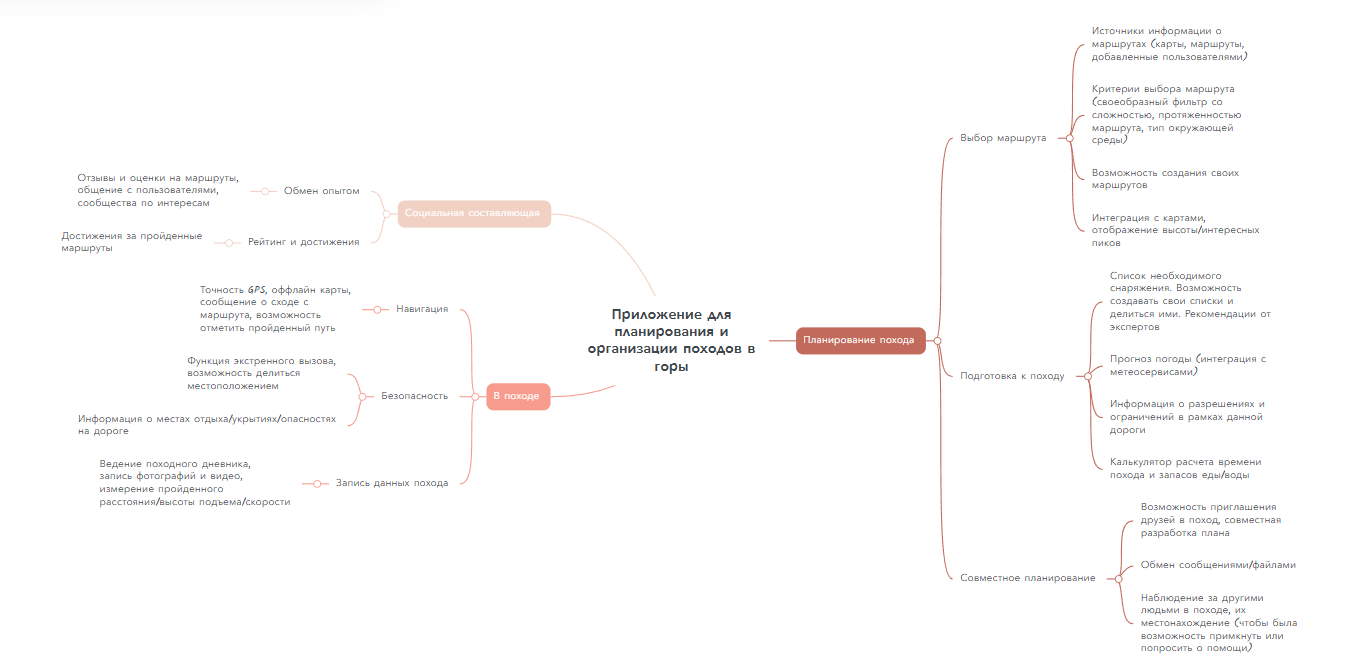 Приложение для
планирования и
организации походов в
горы
Планирование похода
Выбор маршрута
Источники информации о
маршрутах (карты, маршруты,
добавленные пользователями)
Критерии выбора маршрута
(своеобразный фильтр со
сложностью, протяженностью
маршрута, тип окружающей
среды)
Возможность создания своих
маршрутов
Интеграция с картами,
отображение высоты/интересных
пиков
Подготовка к походу
Список необходимого
снаряжения. Возможность
создавать свои списки и
делиться ими. Рекомендации от
экспертов
Прогноз погоды (интеграция с
метеосервисами)
Информация о разрешениях и
ограничений в рамках данной
дороги
Калькулятор расчета времени
похода и запасов еды/воды
Совместное планирование
Возможность приглашения
друзей в поход, совместная
разработка плана
Обмен сообщениями/файлами
Наблюдение за другими
людьми в походе, их
местонахождение (чтобы была
возможность примкнуть или
попросить о помощи)
Социальная составляющая
Обмен опытом
Отзывы и оценки на маршруты,
общение с пользователями,
сообщества по интересам
Рейтинг и достижения
Достижения за пройденные
маршруты
В походе
Навигация
Точность GPS, оффлайн карты,
сообщение о сходе с
маршрута, возможность
отметить пройденный путь
Безопасность
Функция экстренного вызова,
возможность делиться
местоположением
Информация о местах отдыха/укрытиях/опасностях
на дороге
Запись данных похода
Ведение походного дневника,
запись фотографий и видео,
измерение пройденного
расстояния/высоты подъема/скорости